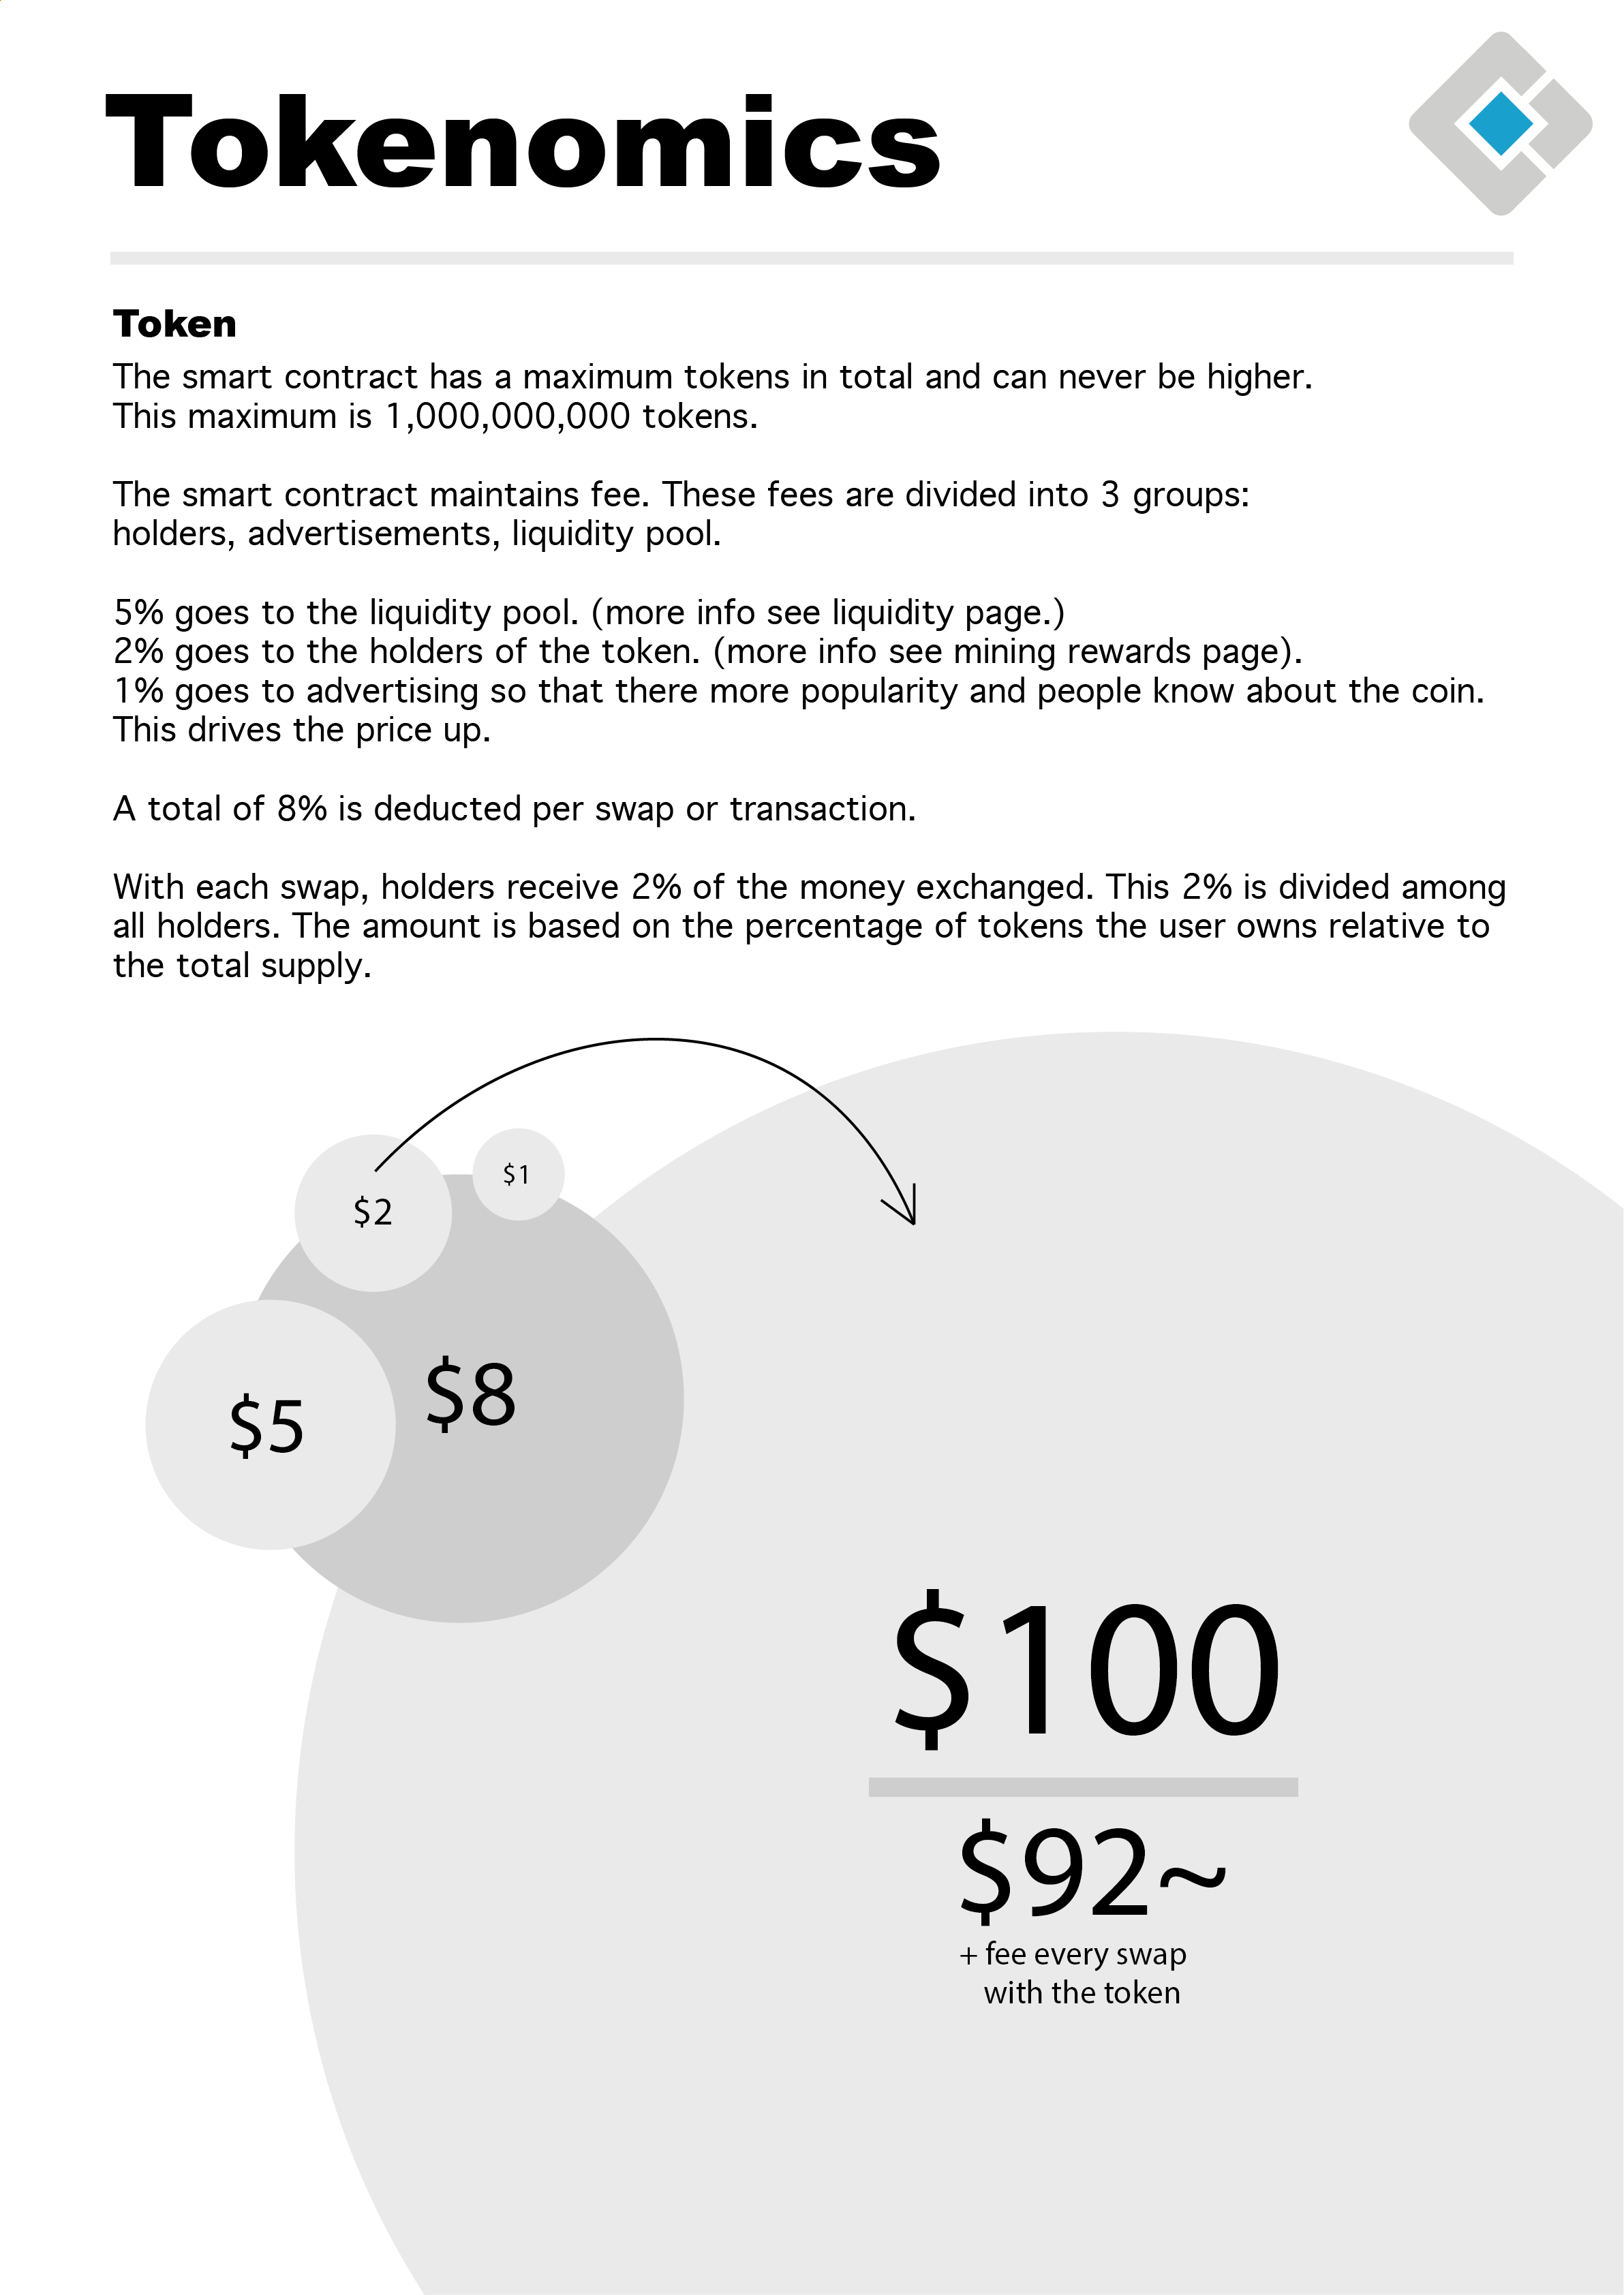 Tokenomics
Token
The smart contract has a maximum tokens in total and can never be higher.
This maximum is 1,000,000,000 tokens.
The smart contract maintains fee. These fees are divided into 3 groups:
holders, advertisements, liquidity pool.
5% goes to the liquidity pool. (more info see liquidity page.)
2% goes to the holders of the token. (more info see mining rewards page).
1% goes to advertising so that there more popularity and people know about the coin.
This drives the price up.
A total of 8% is deducted per swap or transaction.
With each swap, holders receive 2% of the money exchanged. This 2% is divided among
all holders. The amount is based on the percentage of tokens the user owns relative to
the total supply.
$1
$2
$8
$5
$100
$92~
+ fee every swap
with the token